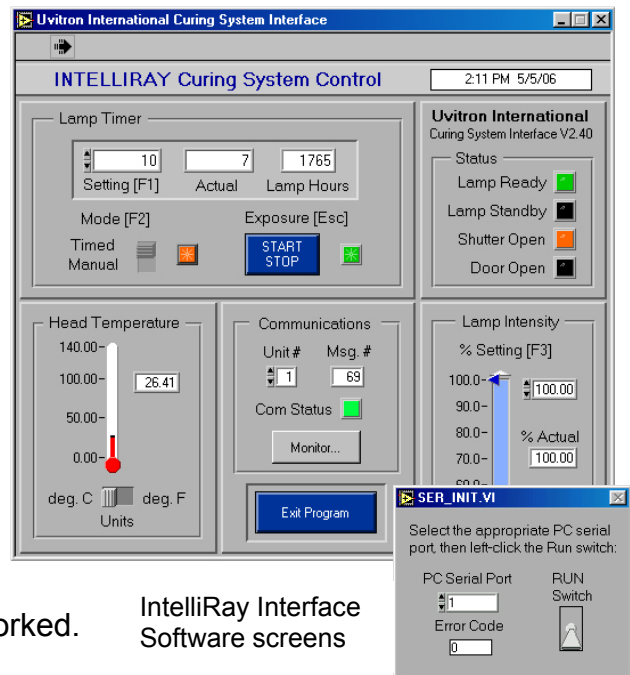 Uvitron International Curing System Interface
INTELLIRAY Curing System Control
2:11 PM 5/5/06
Lamp Timer
10 7 1765
Setting [F1] Actual Lamp Hours
Mode [F2] Exposure [Esc]
Timed
Manual
START
STOP
Uvitron International
Curing System Interface V2.40
Status
Lamp Ready
Lamp Standby
Shutter Open
Door Open
Head Temperature
140.00
100.00
50.00
0.00
26.41
deg. C deg. F
Units
Communications
Unit # Msg. #
1 69
Com Status
Monitor...
Exit Program
Lamp Intensity
% Setting [F3]
100.0
90.0
80.0
70.0
100.00
% Actual
100.00
SER_INIT.VI
Select the appropriate PC serial
port, then left-click the Run switch:
PC Serial Port
1
Error Code
0
RUN
Switch
orked.
IntelliRay Interface
Software screens